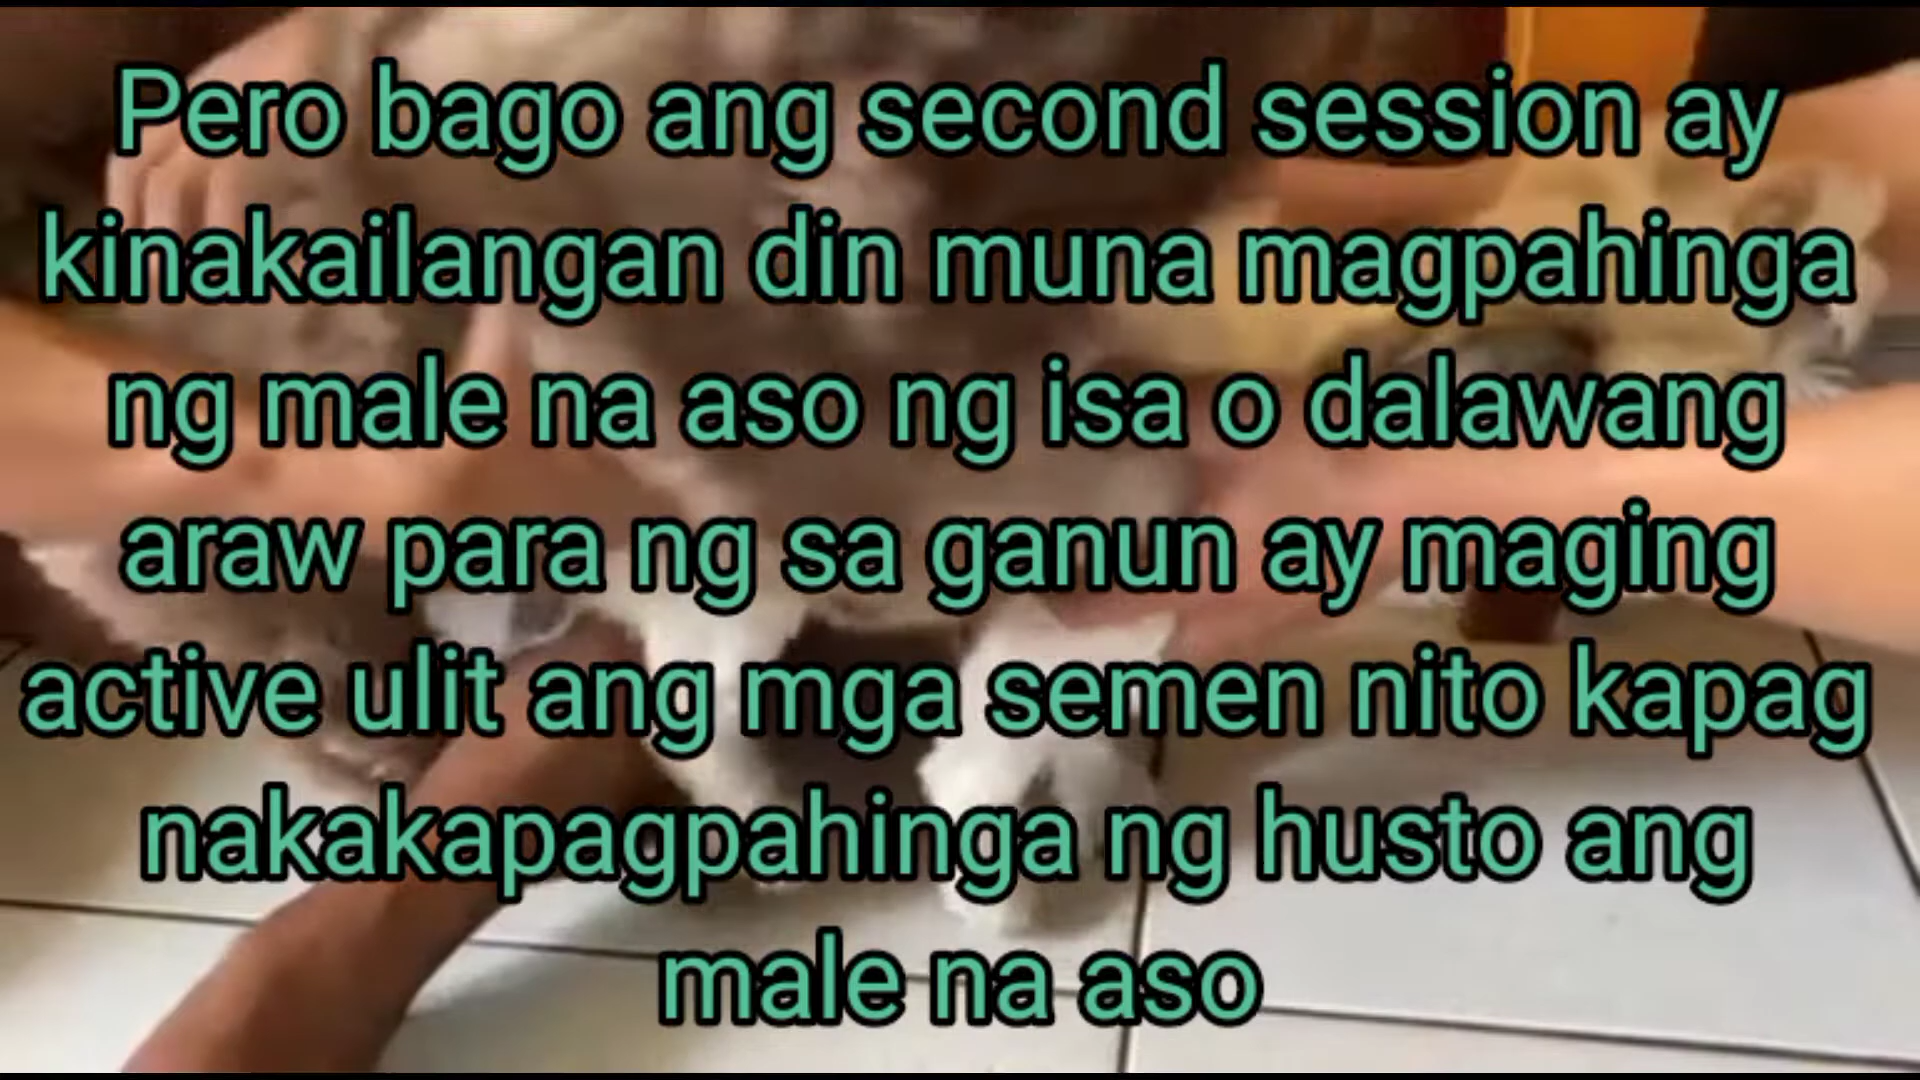 Pero bago ang second session ay
kinakailangan din muna magpahinga
ng male na aso ng isa o dalawang
araw para ng sa ganun ay maging
active ulit ang mga semen nito kapag
nakakapagpahinga ng husto ang
male na aso